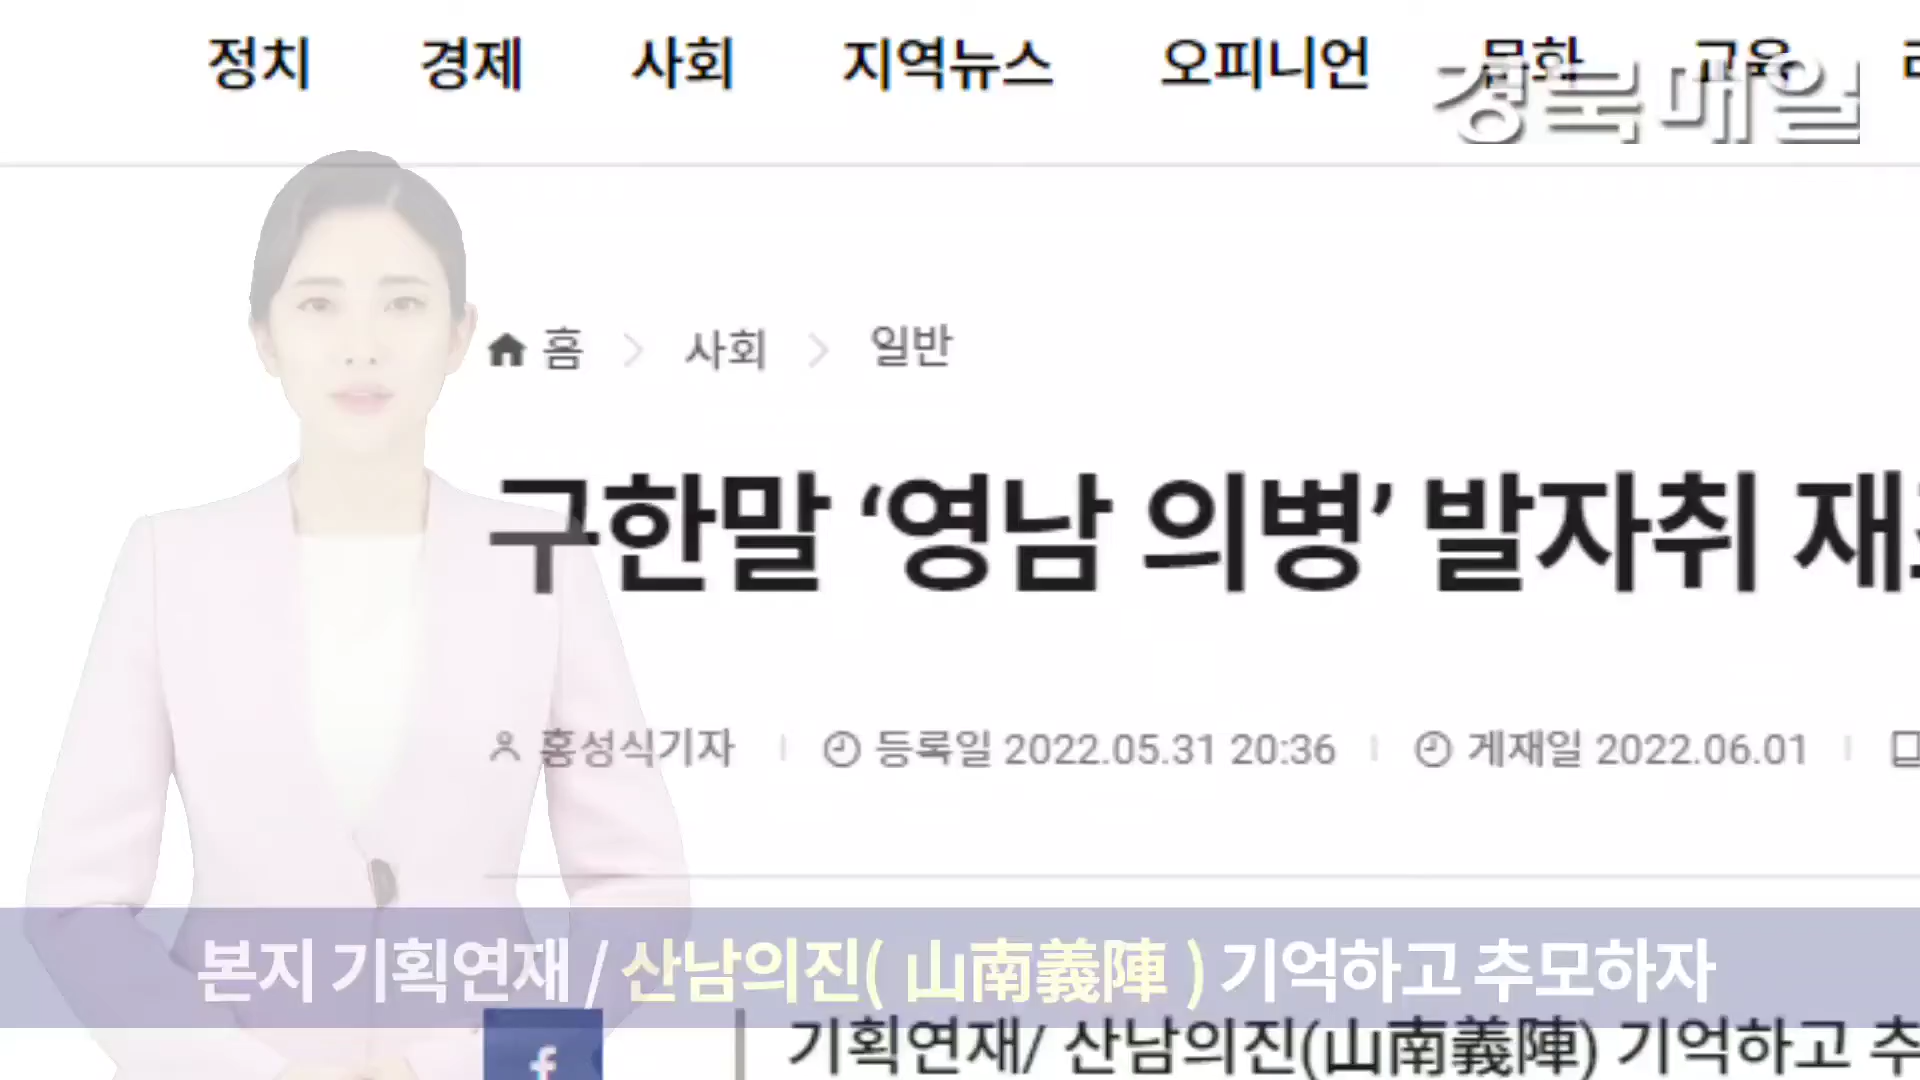 정치 경제 사회 지역뉴스 오피니언 문화 교육
경북매일
홈 사회 일반
구한말 ‘영남 의병’ 발자취
홍성식기자 등록일 2022.05.31 20:36 게재일 2022.06.01
본지 기획연재 / 산남의진( 山南義陣 ) 기억하고 추모하자
f
기획연재/ 산남의진(山南義陣) 기억하고